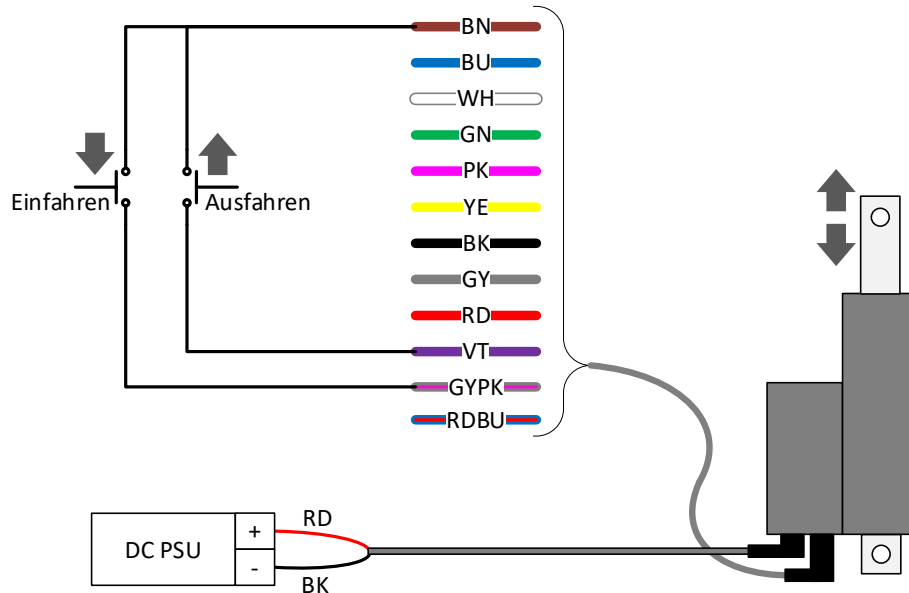 BN
BU
WH
GN
PK
YE
BK
GY
RD
VT
GYPK
RDBU
Einfahren
Ausfahren
DC PSU
+
-
RD
BK